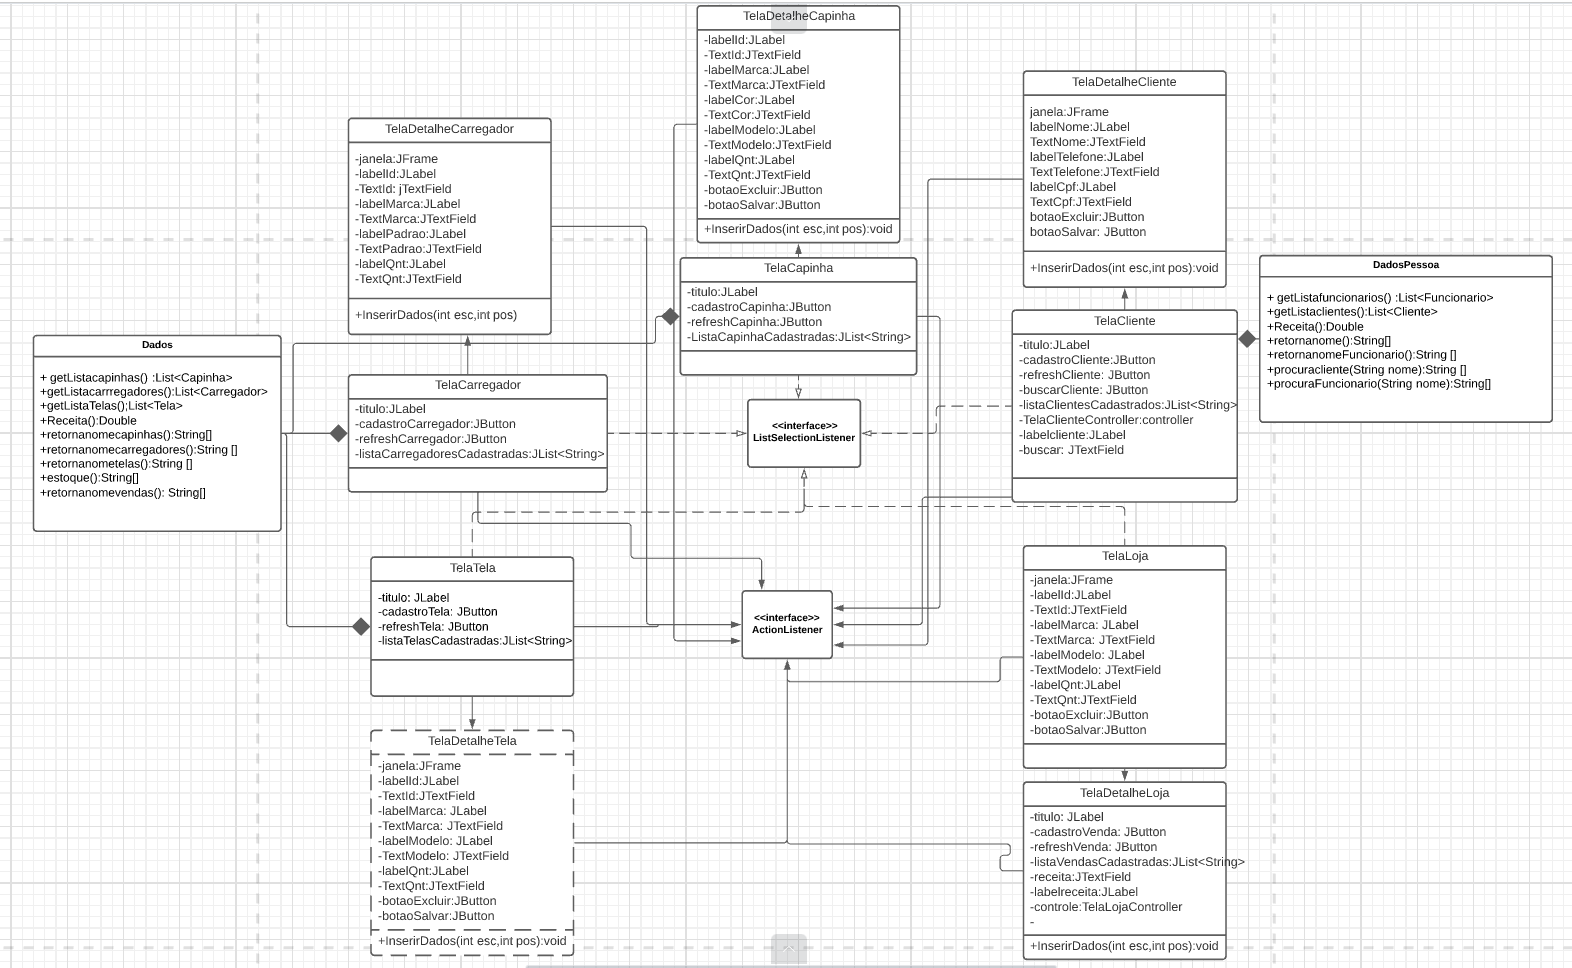 TelaDetalheCapinha
-labelId:JLabel
-TextId:JTextField
-labelMarca:JLabel
-TextMarca:JTextField
-labelCor:JLabel
-TextCor:JTextField
-labelModelo:JLabel
-TextModelo:JTextField
-labelQnt:JLabel
-TextQnt:JTextField
-botaoExcluir:JButton
-botaoSalvar:JButton
+InserirDados(int esc,int pos):void
TelaDetalheCliente
janela:JFrame
labelNome:JLabel
TextNome:JTextField
labelTelefone:JLabel
TextTelefone:JTextField
labelCpf:JLabel
TextCpf:JTextField
botaoExcluir:JButton
botaoSalvar: JButton
+InserirDados(int esc,int pos):void
TelaDetalheCarregador
-janela:JFrame
-labelId:JLabel
-TextId: jTextField
-labelMarca:JLabel
-TextMarca:JTextField
-labelPadrao:JLabel
-TextPadrao:JTextField
-labelQnt:JLabel
-TextQnt:JTextField
+InserirDados(int esc,int pos)
TelaCapinha
-titulo:JLabel
-cadastroCapinha:JButton
-refreshCapinha:JButton
-ListaCapinhaCadastradas:JList<String>
DadosPessoa
+ getListafuncionarios() :List<Funcionario>
+getListaclientes():List<Cliente>
+Receita():Double
+retornanome():String[]
+retornanomeFuncionario():String []
+procuracliente(String nome):String []
+procuraFuncionario(String nome):String[]
TelaCliente
-titulo:JLabel
-cadastroCliente:JButton
-refreshCliente: JButton
-buscarCliente: JButton
-listaClientesCadastrados:JList<String>
-TelaClienteController:controller
-labelcliente:JLabel
-buscar: JTextField
Dados
+ getListacapinhas() :List<Capinha>
+getListacarrregadores():List<Carregador>
+getListaTelas();List<Tela>
+Receita():Double
+retornanomecapinhas():String[]
+retornanomecarregadores():String []
+retornanometelas():String []
+estoque():String[]
+retornanomevendas(): String[]
TelaCarregador
-titulo:JLabel
-cadastroCarregador:JButton
-refreshCarregador:JButton
-listaCarregadoresCadastradas:JList<String>
<<interface>>
ListSelectionListener
TelaTela
-titulo: JLabel
-cadastroTela: JButton
-refreshTela: JButton
-listaTelasCadastradas:JList<String>
<<interface>>
ActionListener
TelaLoja
-janela:JFrame
-labelId:JLabel
-TextId:JTextField
-labelMarca: JLabel
-TextMarca: JTextField
-labelModelo: JLabel
-TextModelo: JTextField
-labelQnt:JLabel
-TextQnt:JTextField
-botaoExcluir:JButton
-botaoSalvar:JButton
TelaDetalheTela
-janela:JFrame
-labelId:JLabel
-TextId:JTextField
-labelMarca: JLabel
-TextMarca: JTextField
-labelModelo: JLabel
-TextModelo: JTextField
-labelQnt:JLabel
-TextQnt:JTextField
-botaoExcluir:JButton
-botaoSalvar:JButton
+InserirDados(int esc,int pos):void
TelaDetalheLoja
-titulo: JLabel
-cadastroVenda: JButton
-refreshVenda: JButton
-listaVendasCadastradas:JList<String>
-receita:JTextField
-labelreceita:JLabel
-controle:TelaLojaController
-
+InserirDados(int esc,int pos):void